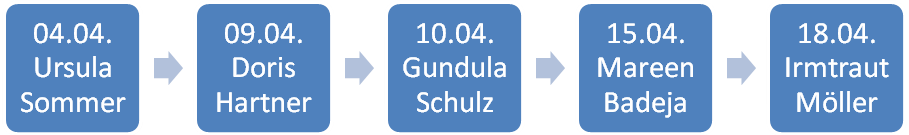 04.04.
Ursula
Sommer
09.04.
Doris
Hartner
10.04.
Gundula
Schulz
15.04.
Mareen
Badeja
18.04.
Irmtraut
Möller